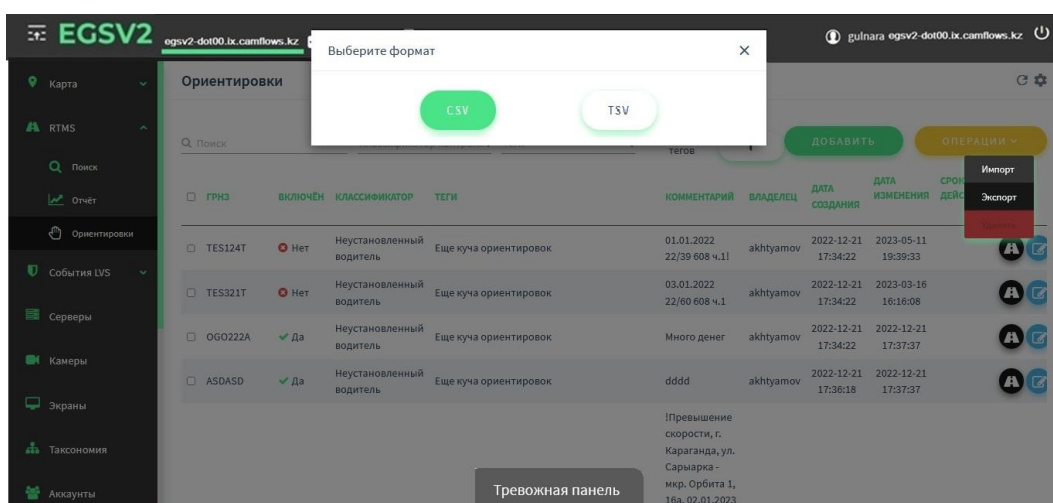 EGSV2
egsv2-dot00.ix.camflows.kz
gulnara egsv2-dot00.ix.camflows.kz
Выберите формат
×
CSV
TSV
Карта
RTMS
Поиск
Отчёт
Ориентировки
События LVS
Серверы
Камеры
Экраны
Таксономия
Аккаунты
Ориентировки
Поиск
тегов
ДОБАВИТЬ
ОПЕРАЦИИ
Импорт
Экспорт
ГРНЗ ВКЛЮЧЁН КЛАССИФИКАТОР ТЕГИ КОММЕНТАРИЙ ВЛАДЕЛЕЦ ДАТА СОЗДАНИЯ ДАТА ИЗМЕНЕНИЯ
TES124T Нет Неустановленный водитель Еще куча ориентировок 01.01.2022 22/39 608 ч.1! akhtyamov 2022-12-21 17:34:22 2023-05-11 19:39:33
TES321T Нет Неустановленный водитель Еще куча ориентировок 03.01.2022 22/60 608 ч.1 akhtyamov 2022-12-21 17:34:22 2023-03-16 16:16:08
OGO222A Да Неустановленный водитель Еще куча ориентировок Много денег akhtyamov 2022-12-21 17:34:22 2022-12-21 17:37:37
ASDASD Да Неустановленный водитель Еще куча ориентировок dddd akhtyamov 2022-12-21 17:36:18 2022-12-21 17:37:37
!Превышение
скорости, г.
Караганда, ул.
Сарыарка -
мкр. Орбита 1,
16а. 02.01.2023
Тревожная панель